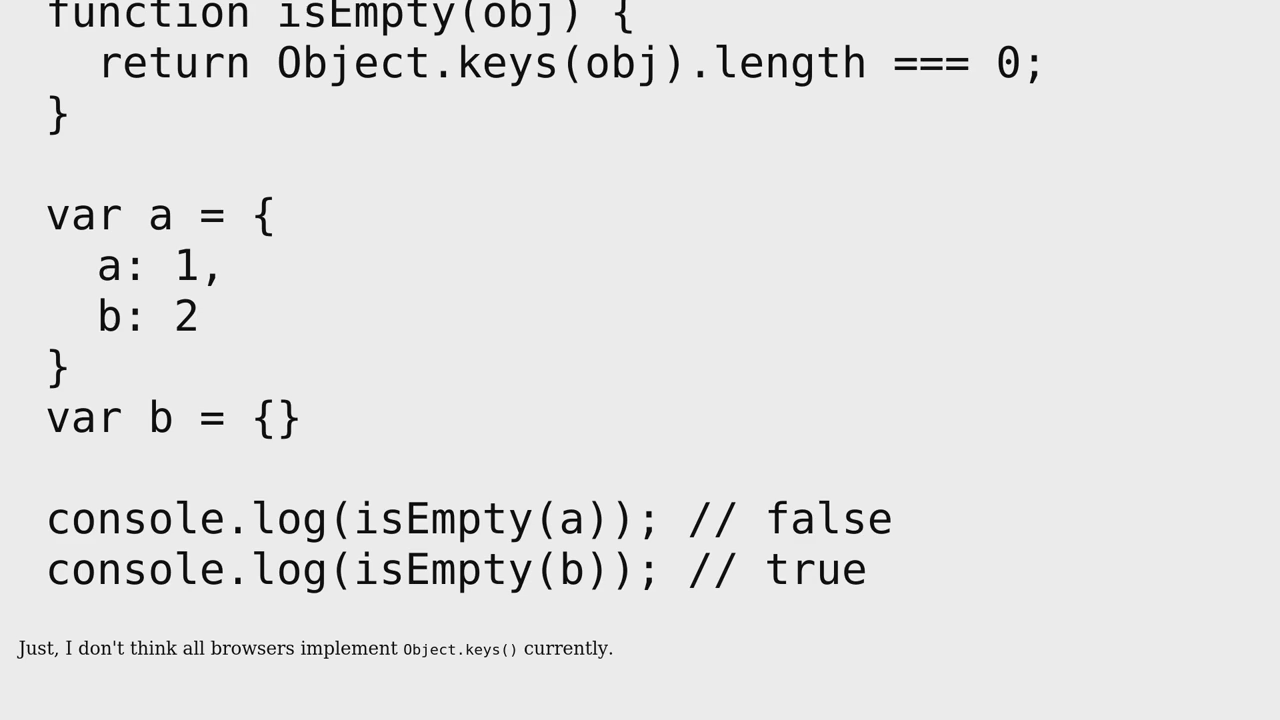 function isEmpty(obj) {
  return Object.keys(obj).length === 0;
}

var a = {
  a: 1,
  b: 2
}
var b = {}

console.log(isEmpty(a)); // false
console.log(isEmpty(b)); // true

Just, I don't think all browsers implement Object.keys() currently.